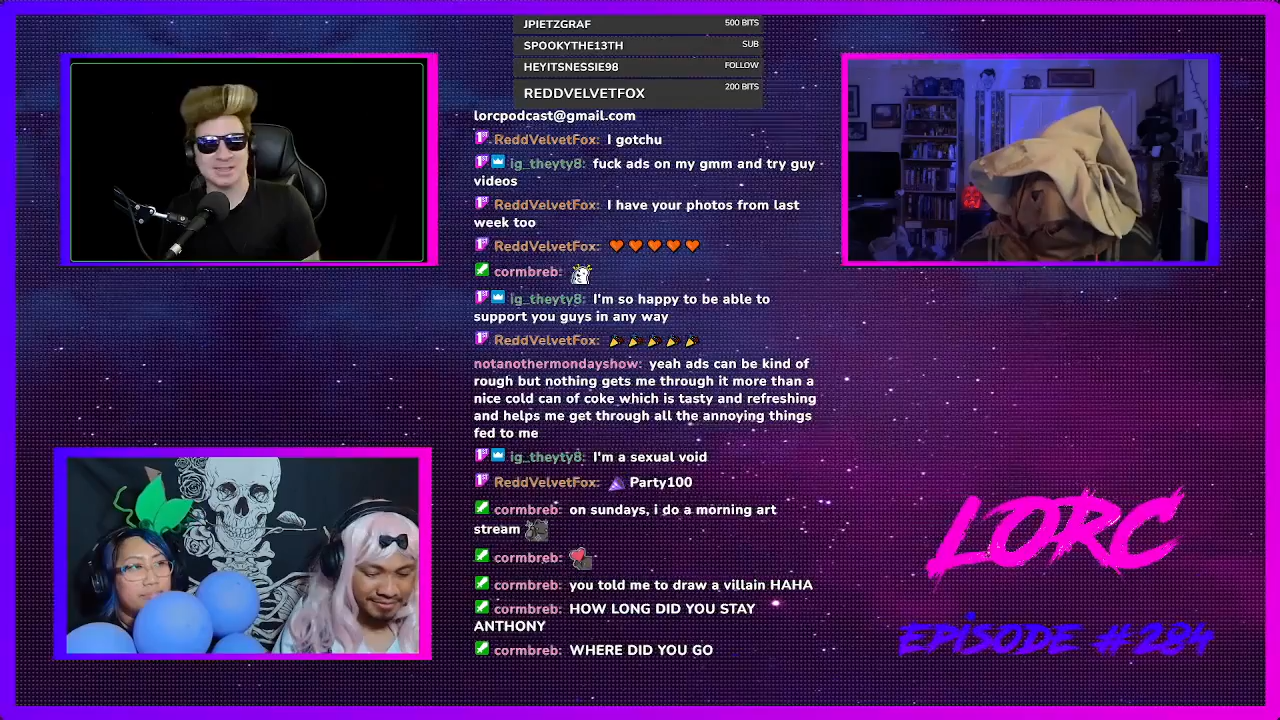 JPIETZGRAF 500 BITS
SPOOKYTHE13TH SUB
HEYITSNESSIE98 FOLLOW
REDDVELVETFOX 200 BITS
lorcpodcast@gmail.com
ReddVelvetFox: I gotchu
ig_theyty8: fuck ads on my gmm and try guy
videos
ReddVelvetFox: I have your photos from last
week too
ReddVelvetFox:
cormbreb:
ig_theyty8: I'm so happy to be able to
support you guys in any way
ReddVelvetFox:
notanothermondayshow: yeah ads can be kind of
rough but nothing gets me through it more than a
nice cold can of coke which is tasty and refreshing
and helps me get through all the annoying things
fed to me
ig_theyty8: I'm a sexual void
ReddVelvetFox: Party100
cormbreb: on sundays, i do a morning art
stream
cormbreb:
cormbreb: you told me to draw a villain HAHA
cormbreb: HOW LONG DID YOU STAY
ANTHONY
cormbreb: WHERE DID YOU GO
LORC
EPISODE #284